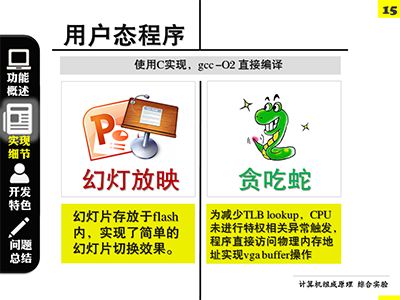 15
用户态程序
使用C实现，gcc –O2 直接编译
功能
概述
实现
细节
开发
特色
问题
总结
P
幻灯放映
贪吃蛇
幻灯片存放于flash
内，实现了简单的
幻灯片切换效果。
为减少TLB lookup，CPU
未进行特权相关异常触发，
程序直接访问物理内存地
址实现vga buffer操作
计算机组成原理 综合实验